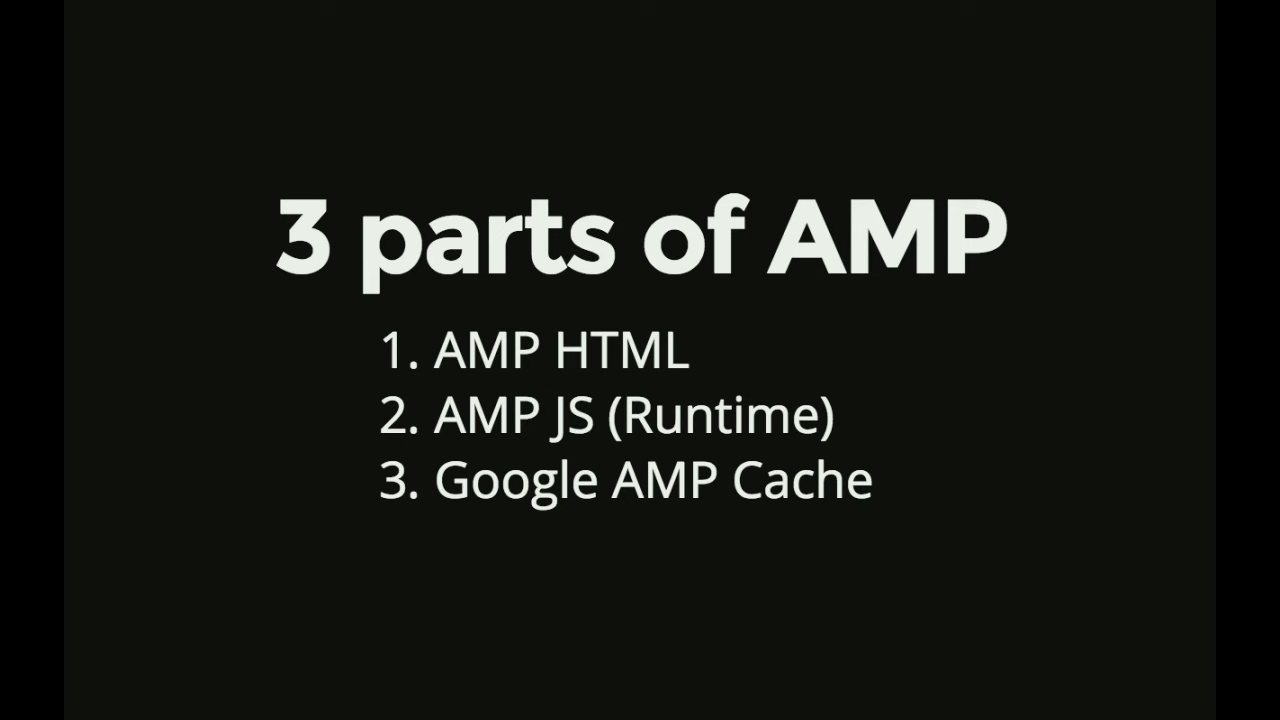 3 parts of AMP
1. AMP HTML
2. AMP JS (Runtime)
3. Google AMP Cache